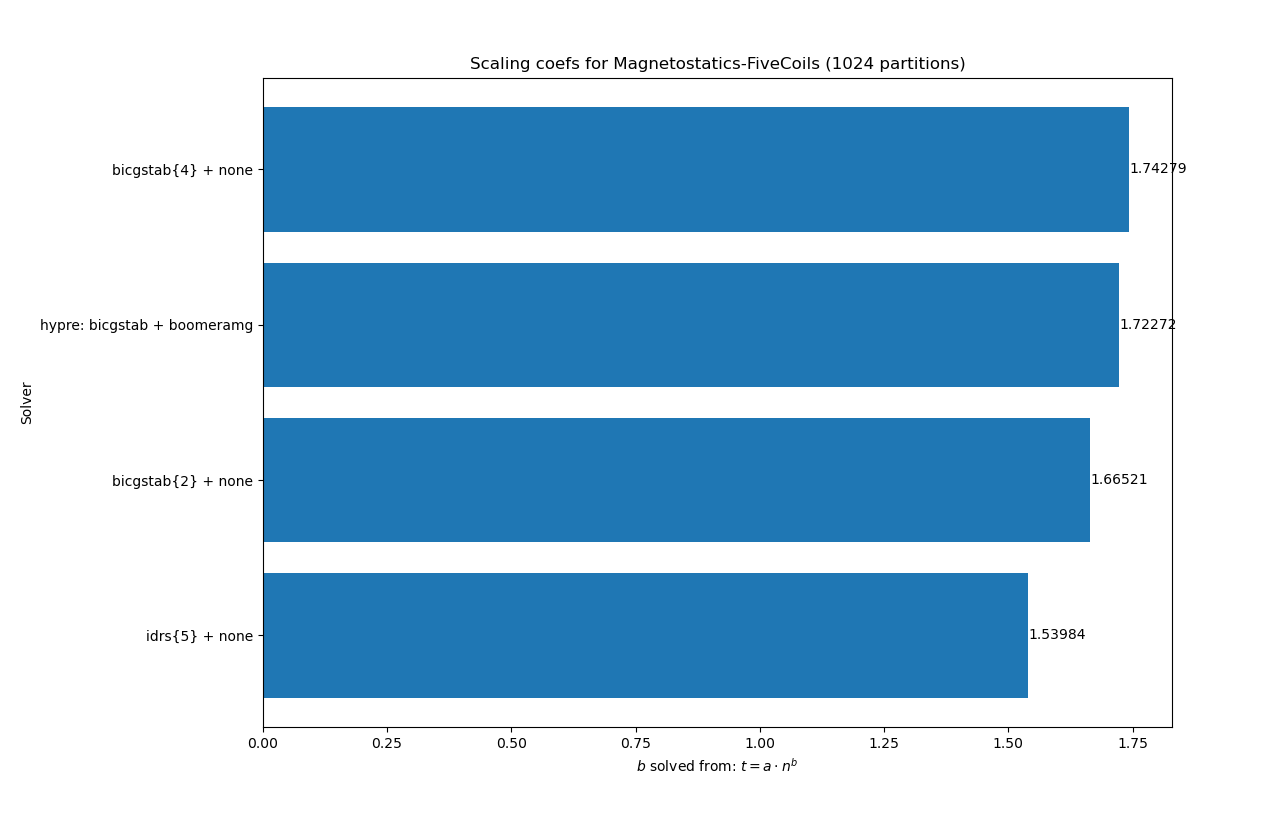 Scaling coefs for Magnetostatics-FiveCoils (1024 partitions)
Solver
bicgstab{4} + none
1.74279
hypre: bicgstab + boomeramg
1.72272
bicgstab{2} + none
1.66521
idrs{5} + none
1.53984
0.00 0.25 0.50 0.75 1.00 1.25 1.50 1.75
b solved from: t = a · n^b